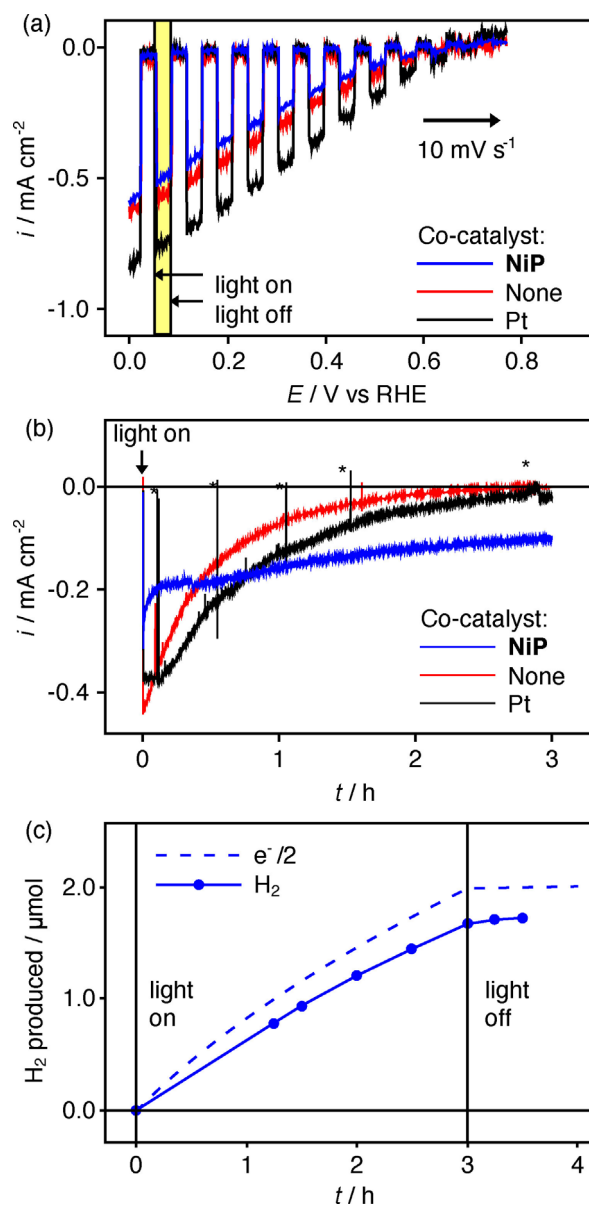 (a)
0.0
-0.5
-1.0
i / mA cm⁻²
10 mV s⁻¹
Co-catalyst:
NiP
None
Pt
light on
light off
0.0 0.2 0.4 0.6 0.8
E / V vs RHE
(b)
light on
* * * * *
0.0
-0.2
-0.4
i / mA cm⁻²
Co-catalyst:
NiP
None
Pt
0 1 2 3
t / h
(c)
e⁻/2
H₂
2.0
1.0
0.0
H₂ produced / µmol
light
on
light
off
0 1 2 3 4
t / h